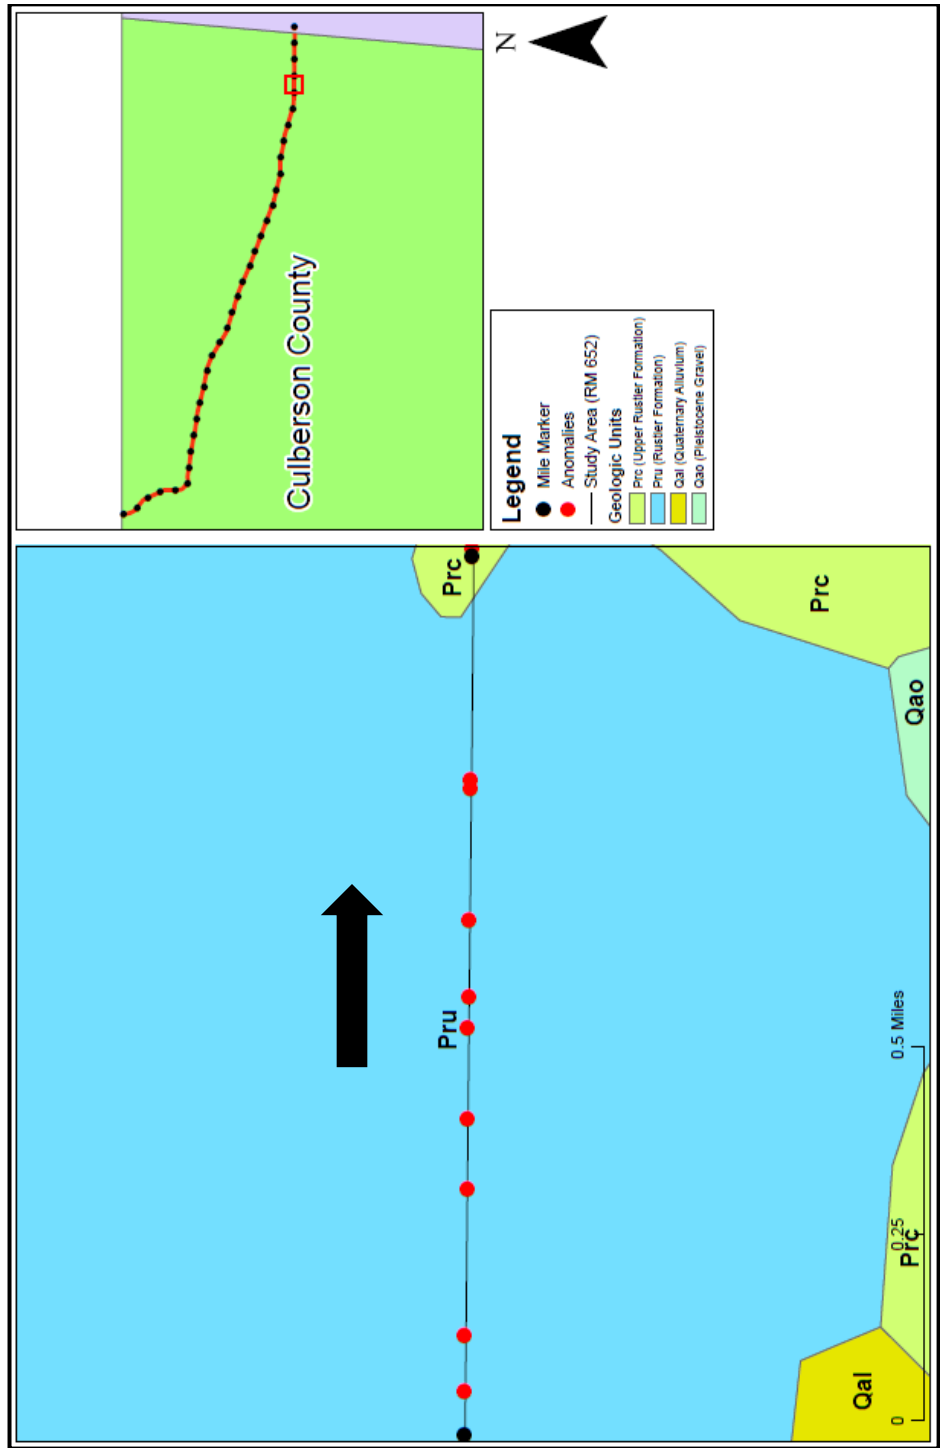 N
Culberson County
Legend
Mile Marker
Anomalies
Study Area (RM 652)
Geologic Units
Prc (Upper Rustler Formation)
Pru (Rustler Formation)
Qal (Quaternary Alluvium)
Qao (Pleistocene Gravel)
Prc
Pru
Prc
Qao
Qal
Prc
0 0.25 0.5 Miles